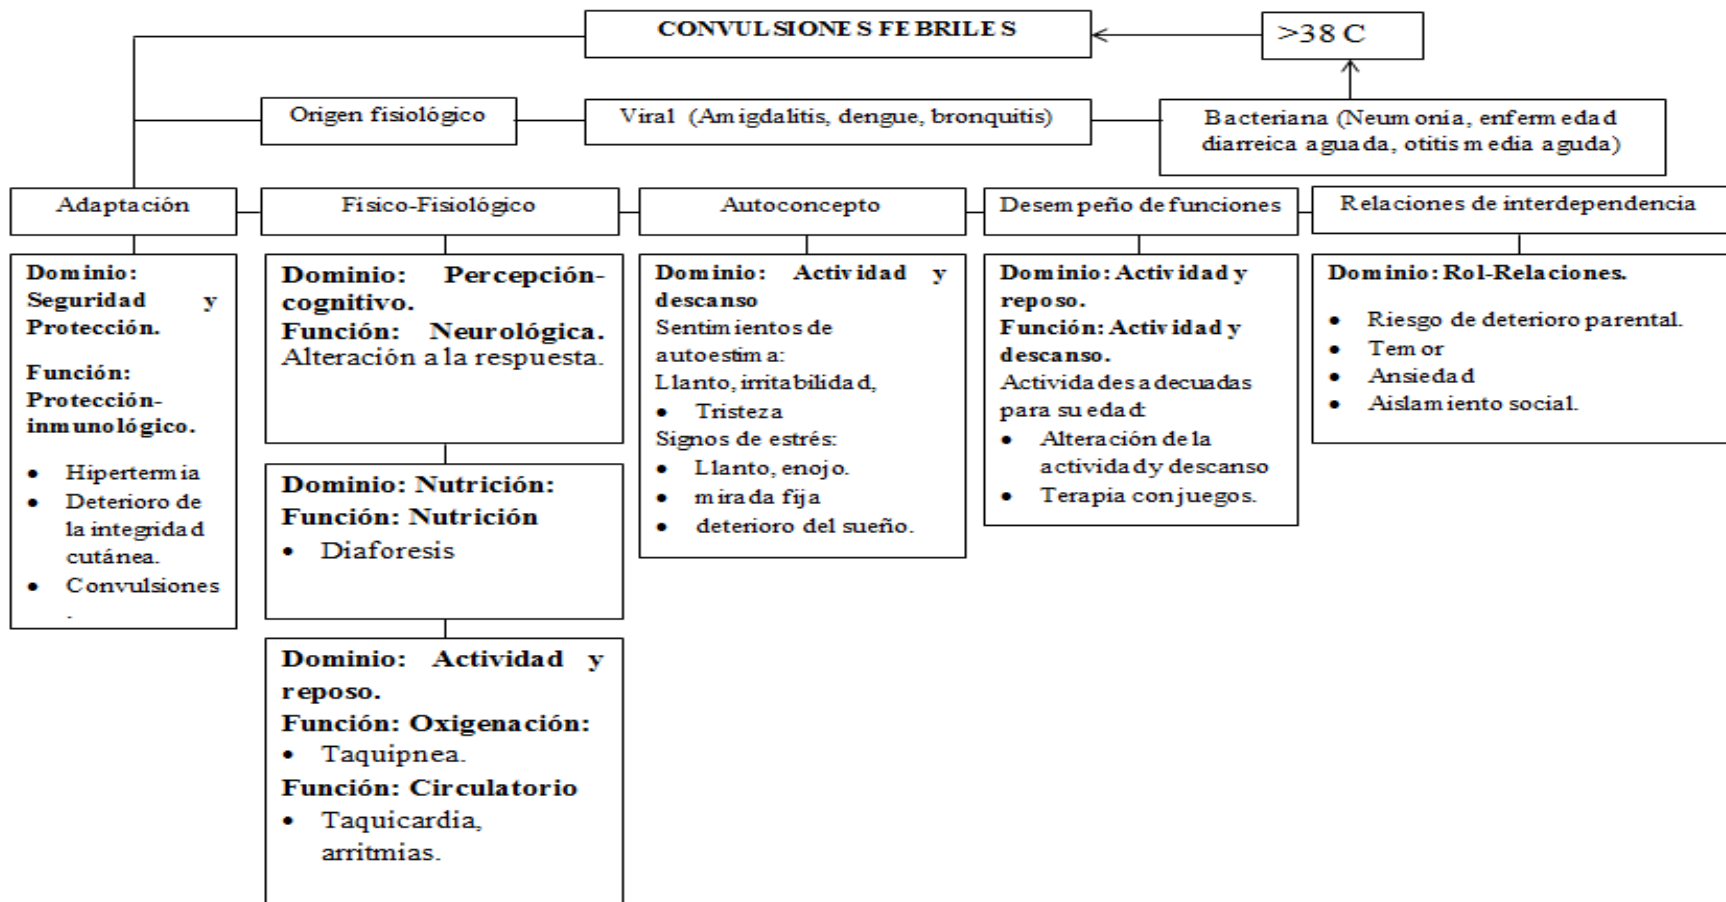 CONVULSIONES FEBRILES
>38 C
Origen fisiológico
Viral (Amigdalitis, dengue, bronquitis)
Bacteriana (Neumonía, enfermedad
diarreica aguada, otitis media aguda)
Adaptación
Físico-Fisiológico
Autoconcepto
Desempeño de funciones
Relaciones de interdependencia
Dominio:
Seguridad y
Protección.
Función:
Protección-
inmunológico.
• Hipertermia
• Deterioro de
la integridad
cutánea.
• Convulsiones
.
Dominio: Percepción-
cognitivo.
Función: Neurológica.
Alteración a la respuesta.
Dominio: Nutrición:
Función: Nutrición
• Diaforesis
Dominio: Actividad y
reposo.
Función: Oxigenación:
• Taquipnea.
Función: Circulatorio
• Taquicardia,
arritmias.
Dominio: Actividad y
descanso
Sentimientos de
autoestima:
Llanto, irritabilidad,
• Tristeza
Signos de estrés:
• Llanto, enojo.
• mirada fija
• deterioro del sueño.
Dominio: Actividad y
reposo.
Función: Actividad y
descanso.
Actividades adecuadas
para su edad:
• Alteración de la
actividad y descanso
• Terapia con juegos.
Dominio: Rol-Relaciones.
• Riesgo de deterioro parental.
• Temor
• Ansiedad
• Aislamiento social.